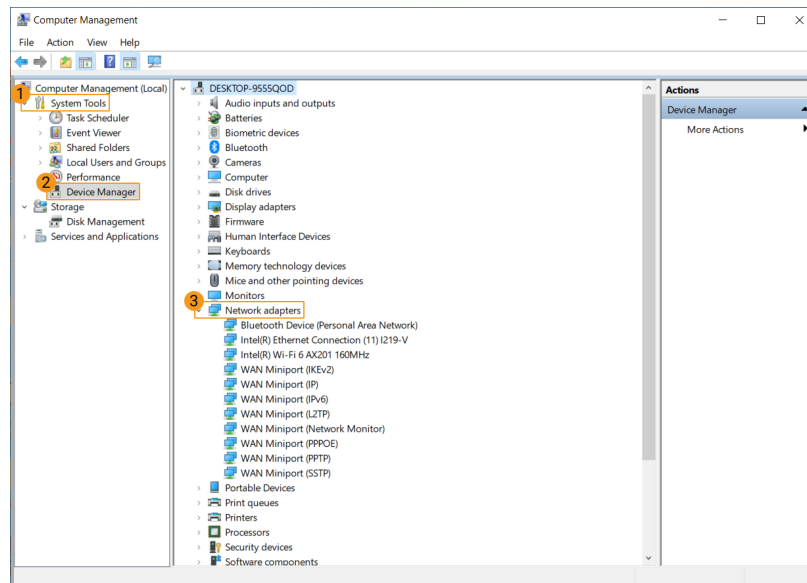 Computer Management
File Action View Help
Computer Management (Local)
1
System Tools
Task Scheduler
Event Viewer
Shared Folders
Local Users and Groups
Performance
2
Device Manager
Storage
Disk Management
Services and Applications
DESKTOP-9555QOD
Audio inputs and outputs
Batteries
Biometric devices
Bluetooth
Cameras
Computer
Disk drives
Display adapters
Firmware
Human Interface Devices
Keyboards
Memory technology devices
Mice and other pointing devices
Monitors
3
Network adapters
Bluetooth Device (Personal Area Network)
Intel(R) Ethernet Connection (11) I219-V
Intel(R) Wi-Fi 6 AX201 160MHz
WAN Miniport (IKEv2)
WAN Miniport (IP)
WAN Miniport (IPv6)
WAN Miniport (L2TP)
WAN Miniport (Network Monitor)
WAN Miniport (PPPOE)
WAN Miniport (PPTP)
WAN Miniport (SSTP)
Portable Devices
Print queues
Printers
Processors
Security devices
Software components
Actions
Device Manager
More Actions